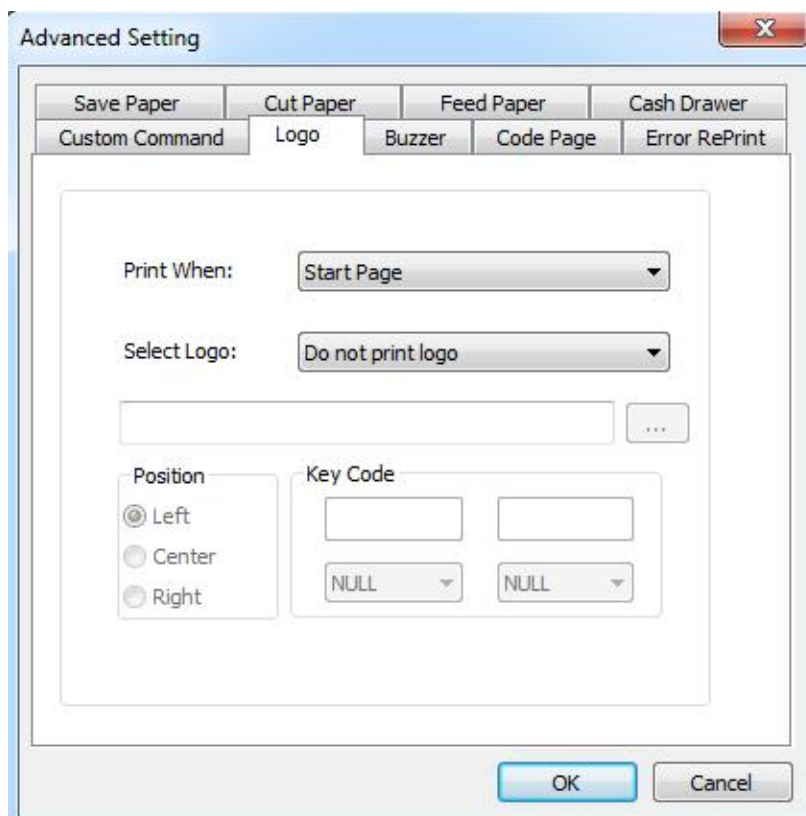 Advanced Setting
Save Paper Cut Paper Feed Paper Cash Drawer
Custom Command Logo Buzzer Code Page Error RePrint
Print When: Start Page
Select Logo: Do not print logo
...
Position Key Code
Left
Center
Right NULL NULL
OK Cancel